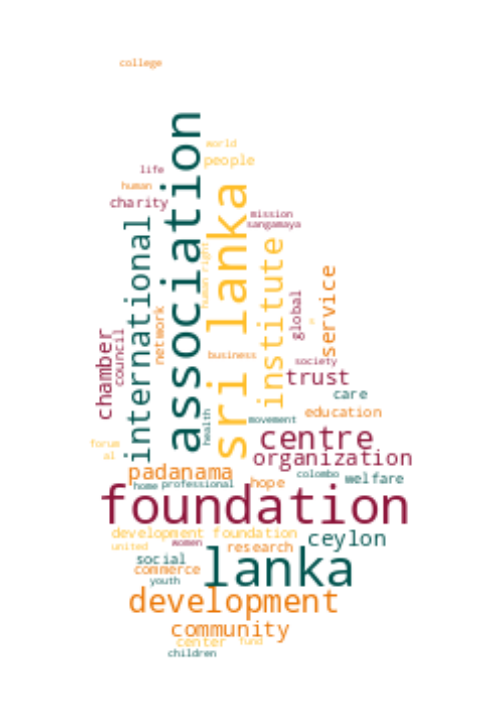 college
association
world
people
life
human
charity
sri lanka
mission
sangamaya
international
human right
institute
service
global
network
chamber
council
business
society
trust
care
education
health
movement
centre
organization
forum
al
padanama
colombo
welfare
home
professional
hope
foundation
development foundation
ceylon
united
women
research
social
lanka
commerce
youth
development
community
center
fund
children